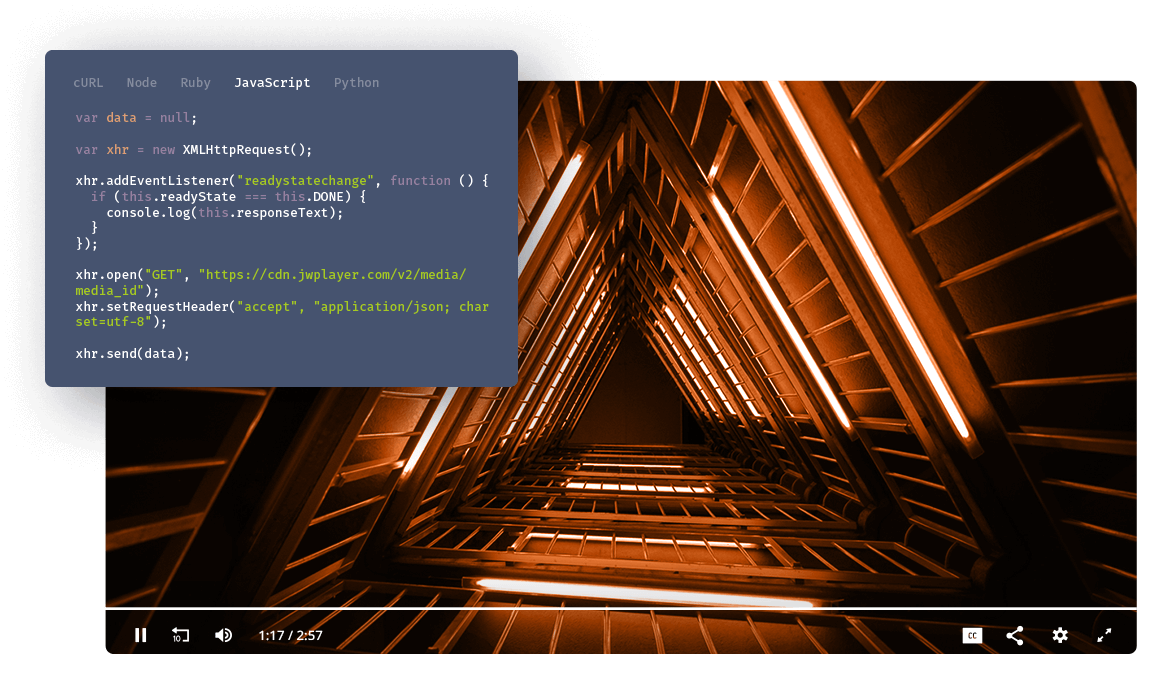 cURL Node Ruby JavaScript Python
var data = null;
var xhr = new XMLHttpRequest();
xhr.addEventListener("readystatechange", function () {
  if (this.readyState === this.DONE) {
    console.log(this.responseText);
  }
});
xhr.open("GET", "https://cdn.jwplayer.com/v2/media/
media_id");
xhr.setRequestHeader("accept", "application/json; char
set=utf-8");
xhr.send(data);
10 1:17 / 2:57 CC